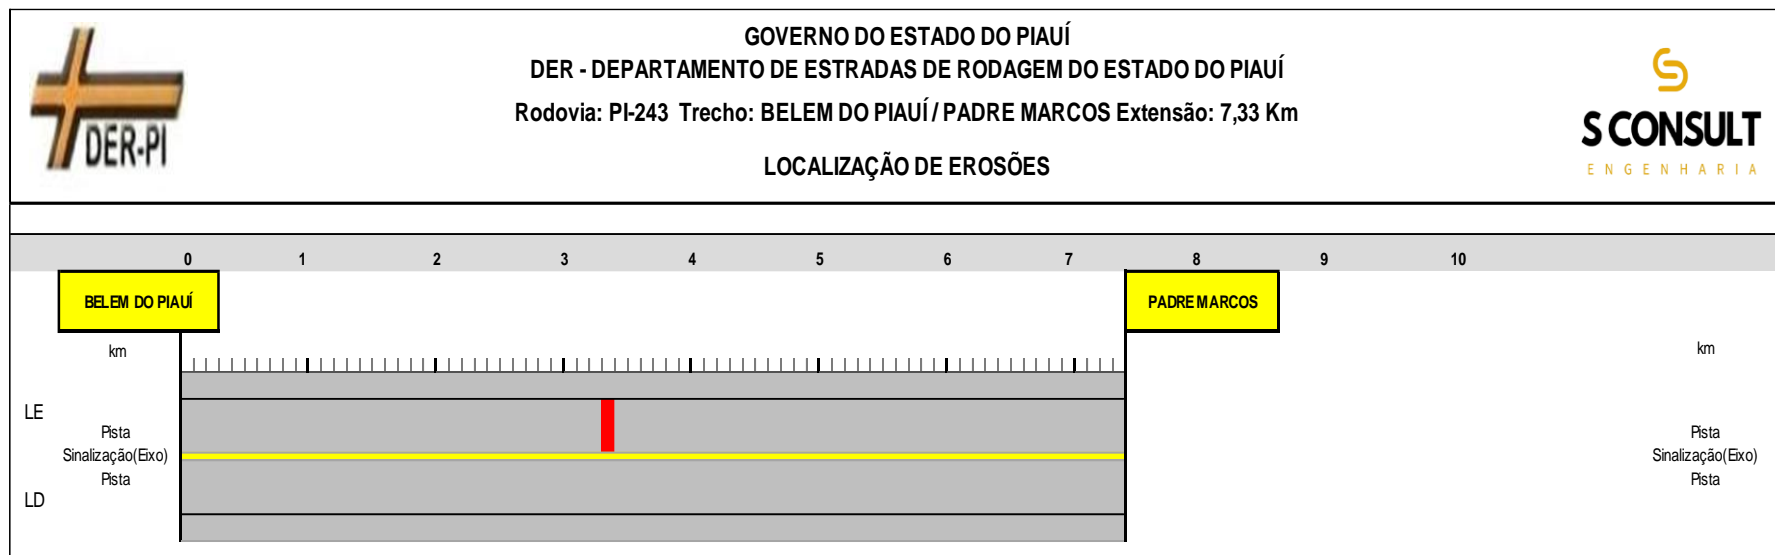 DER-PI
GOVERNO DO ESTADO DO PIAUÍ
DER - DEPARTAMENTO DE ESTRADAS DE RODAGEM DO ESTADO DO PIAUÍ
Rodovia: PI-243 Trecho: BELEM DO PIAUÍ / PADRE MARCOS Extensão: 7,33 Km
LOCALIZAÇÃO DE EROSÕES
S CONSULT
ENGENHARIA
0 1 2 3 4 5 6 7 8 9 10
BELEM DO PIAUÍ PADRE MARCOS
km km
LE
Pista Pista
Sinalização(Eixo) Sinalização(Eixo)
Pista Pista
LD